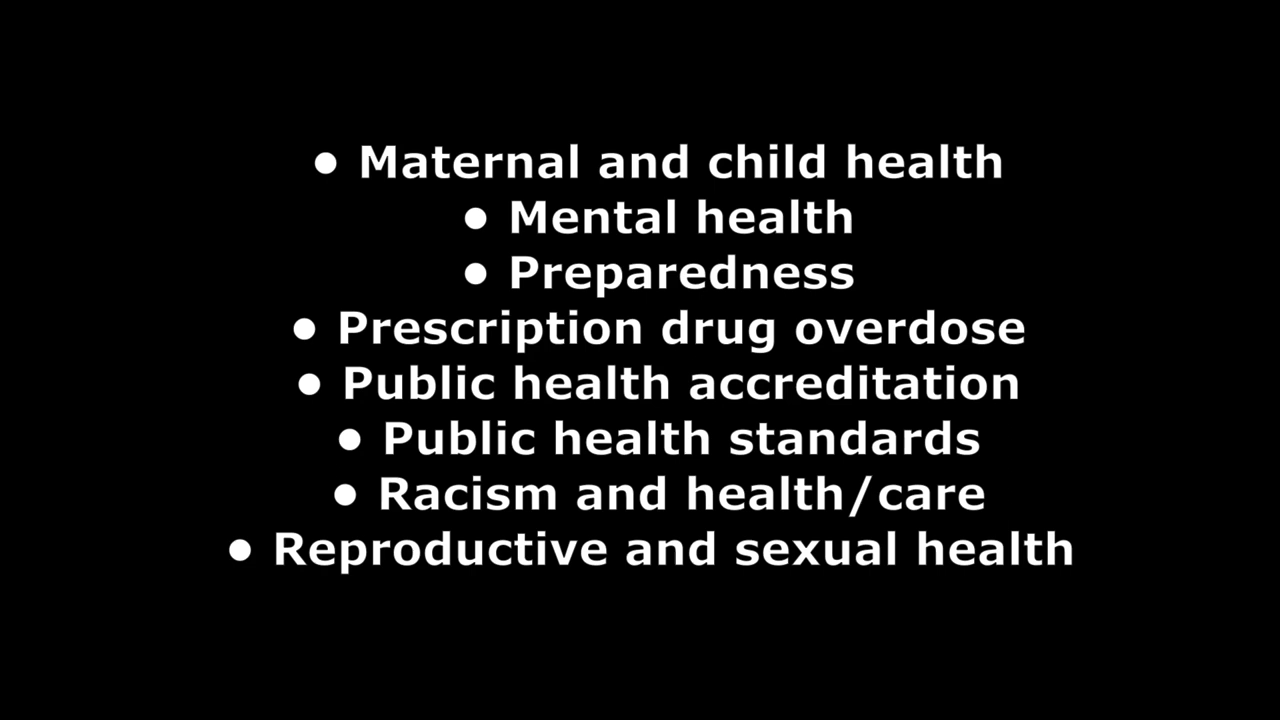 ● Maternal and child health
● Mental health
● Preparedness
● Prescription drug overdose
● Public health accreditation
● Public health standards
● Racism and health/care
● Reproductive and sexual health